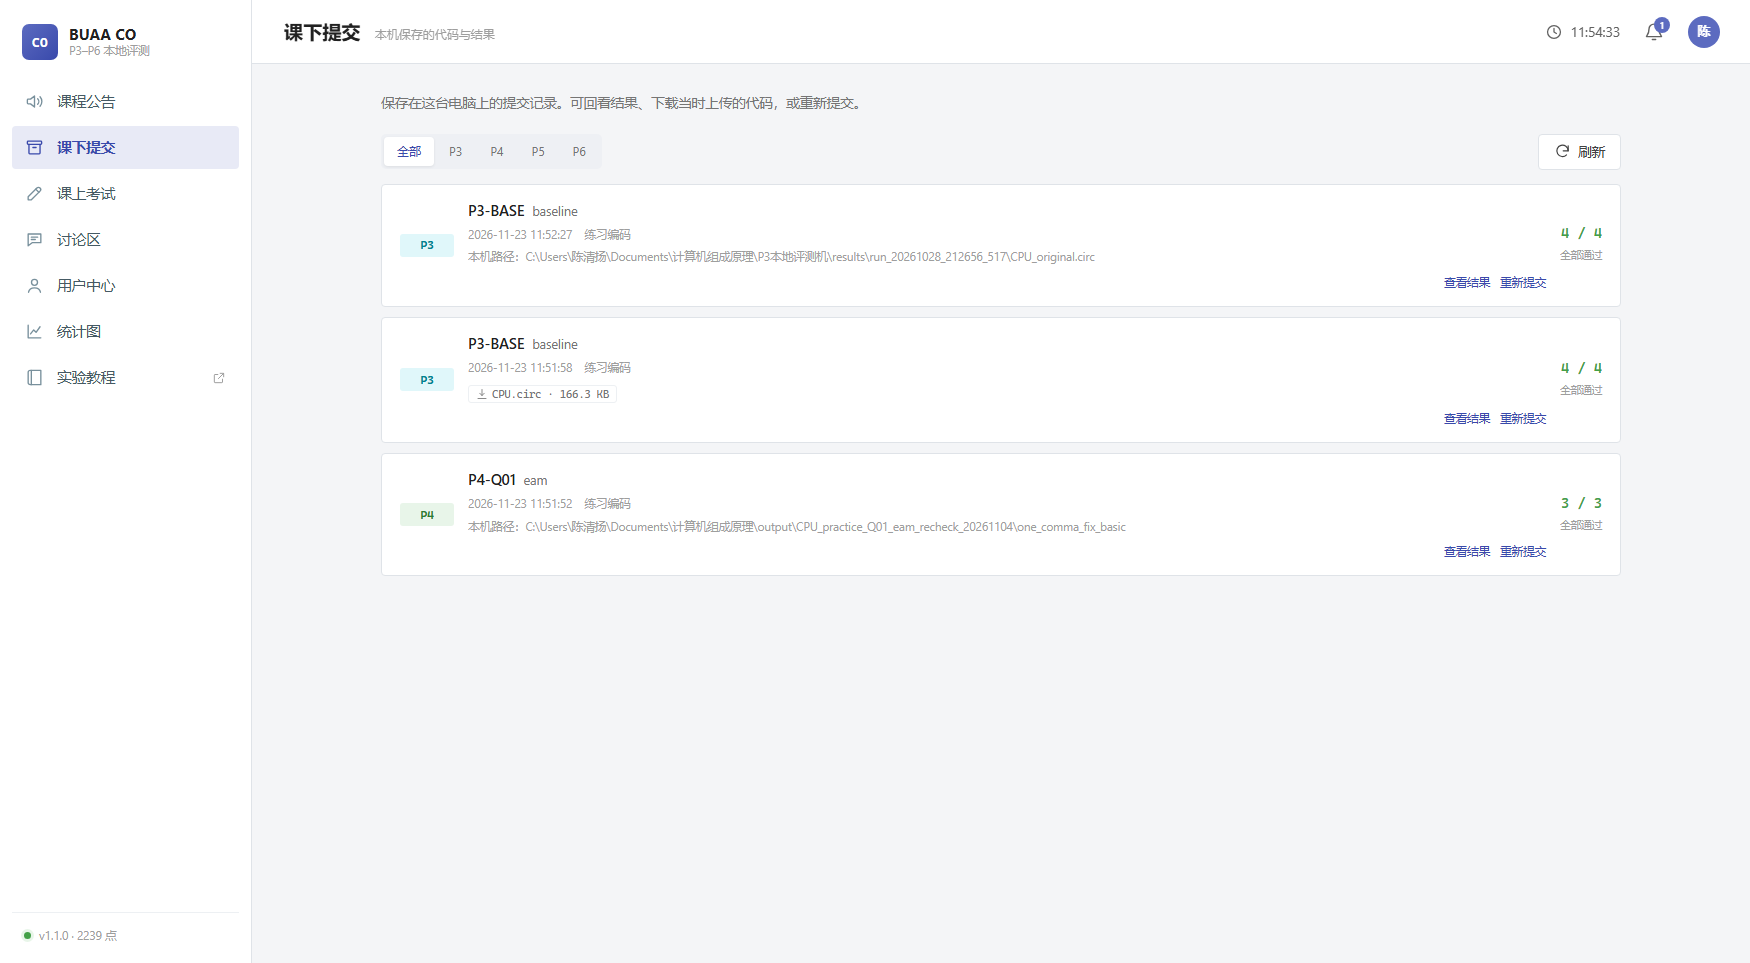 CO
BUAA CO
P3–P6 本地评测
课程公告
课下提交
课上考试
讨论区
用户中心
统计图
实验教程
v1.1.0 · 2239 点
课下提交 本机保存的代码与结果
11:54:33
1
陈
保存在这台电脑上的提交记录。可回看结果、下载当时上传的代码，或重新提交。
全部 P3 P4 P5 P6
刷新
P3
P3-BASE baseline
2026-11-23 11:52:27 练习编码
本机路径：C:\Users\陈清扬\Documents\计算机组成原理\P3本地评测机\results\run_20261028_212656_517\CPU_original.circ
4 / 4
全部通过
查看结果 重新提交
P3
P3-BASE baseline
2026-11-23 11:51:58 练习编码
CPU.circ · 166.3 KB
4 / 4
全部通过
查看结果 重新提交
P4
P4-Q01 eam
2026-11-23 11:51:52 练习编码
本机路径：C:\Users\陈清扬\Documents\计算机组成原理\output\CPU_practice_Q01_eam_recheck_20261104\one_comma_fix_basic
3 / 3
全部通过
查看结果 重新提交